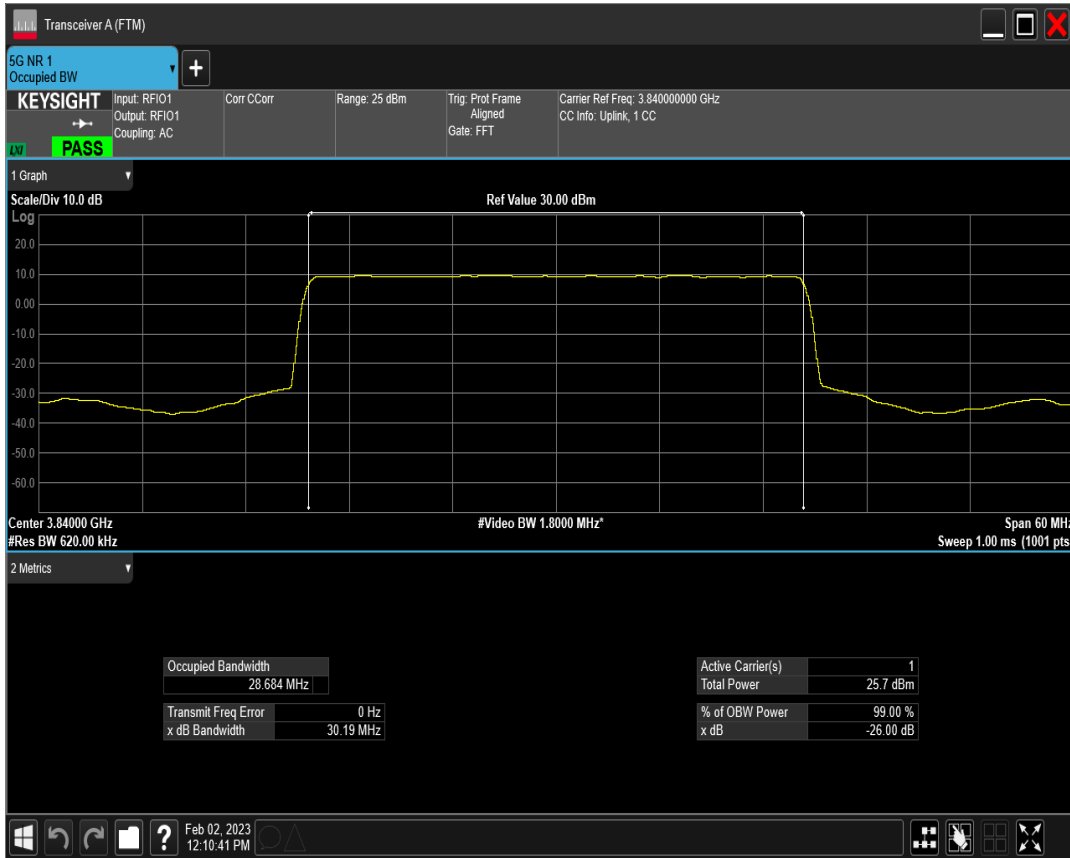 Transceiver A (FTM)
5G NR 1
Occupied BW
+
KEYSIGHT
LXI
PASS
Input: RFIO1
Output: RFIO1
Coupling: AC
Corr CCorr
Range: 25 dBm
Trig: Prot Frame
Aligned
Gate: FFT
Carrier Ref Freq: 3.840000000 GHz
CC Info: Uplink, 1 CC
1 Graph
Scale/Div 10.0 dB
Ref Value 30.00 dBm
Log
20.0
10.0
0.00
-10.0
-20.0
-30.0
-40.0
-50.0
-60.0
Center 3.84000 GHz
#Video BW 1.8000 MHz*
Span 60 MHz
#Res BW 620.00 kHz
Sweep 1.00 ms (1001 pts
2 Metrics
Occupied Bandwidth
28.684 MHz
Transmit Freq Error 0 Hz
x dB Bandwidth 30.19 MHz
Active Carrier(s) 1
Total Power 25.7 dBm
% of OBW Power 99.00 %
x dB -26.00 dB
?
Feb 02, 2023
12:10:41 PM